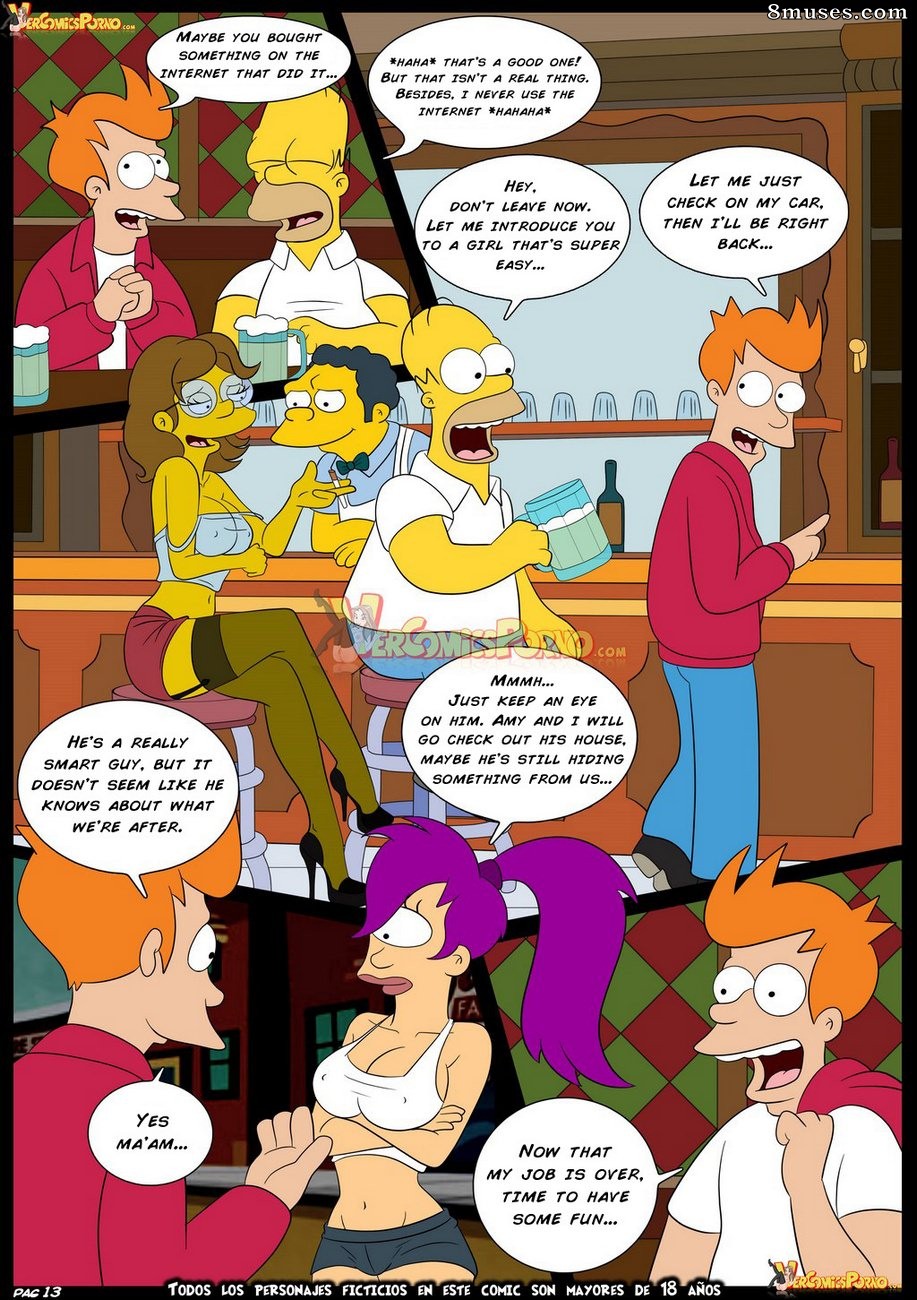 VerComicsPorno.com
8muses.com
Maybe you bought
something on the
internet that did it...
*haha* that's a good one!
But that isn't a real thing.
Besides, I never use the
internet *hahaha*
Hey,
don't leave now.
Let me introduce you
to a girl that's super
easy...
Let me just
check on my car,
then I'll be right
back...
VerComicsPorno.com
Mmmh...
Just keep an eye
on him. Amy and I will
go check out his house,
maybe he's still hiding
something from us...
He's a really
smart guy, but it
doesn't seem like he
knows about what
we're after.
Yes
ma'am...
Now that
my job is over,
time to have
some fun...
pag 13
Todos los personajes ficticios en este comic son mayores de 18 años
VerComicsPorno.com